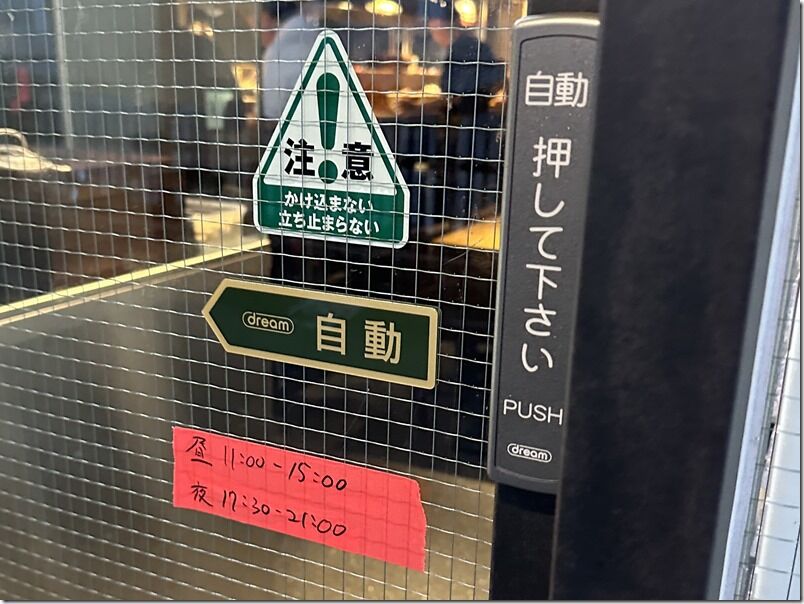 注意
かけ込まない
立ち止まらない
dream 自動
昼 11:00-15:00
夜 17:30-21:00
自動
押して下さい
PUSH
dream